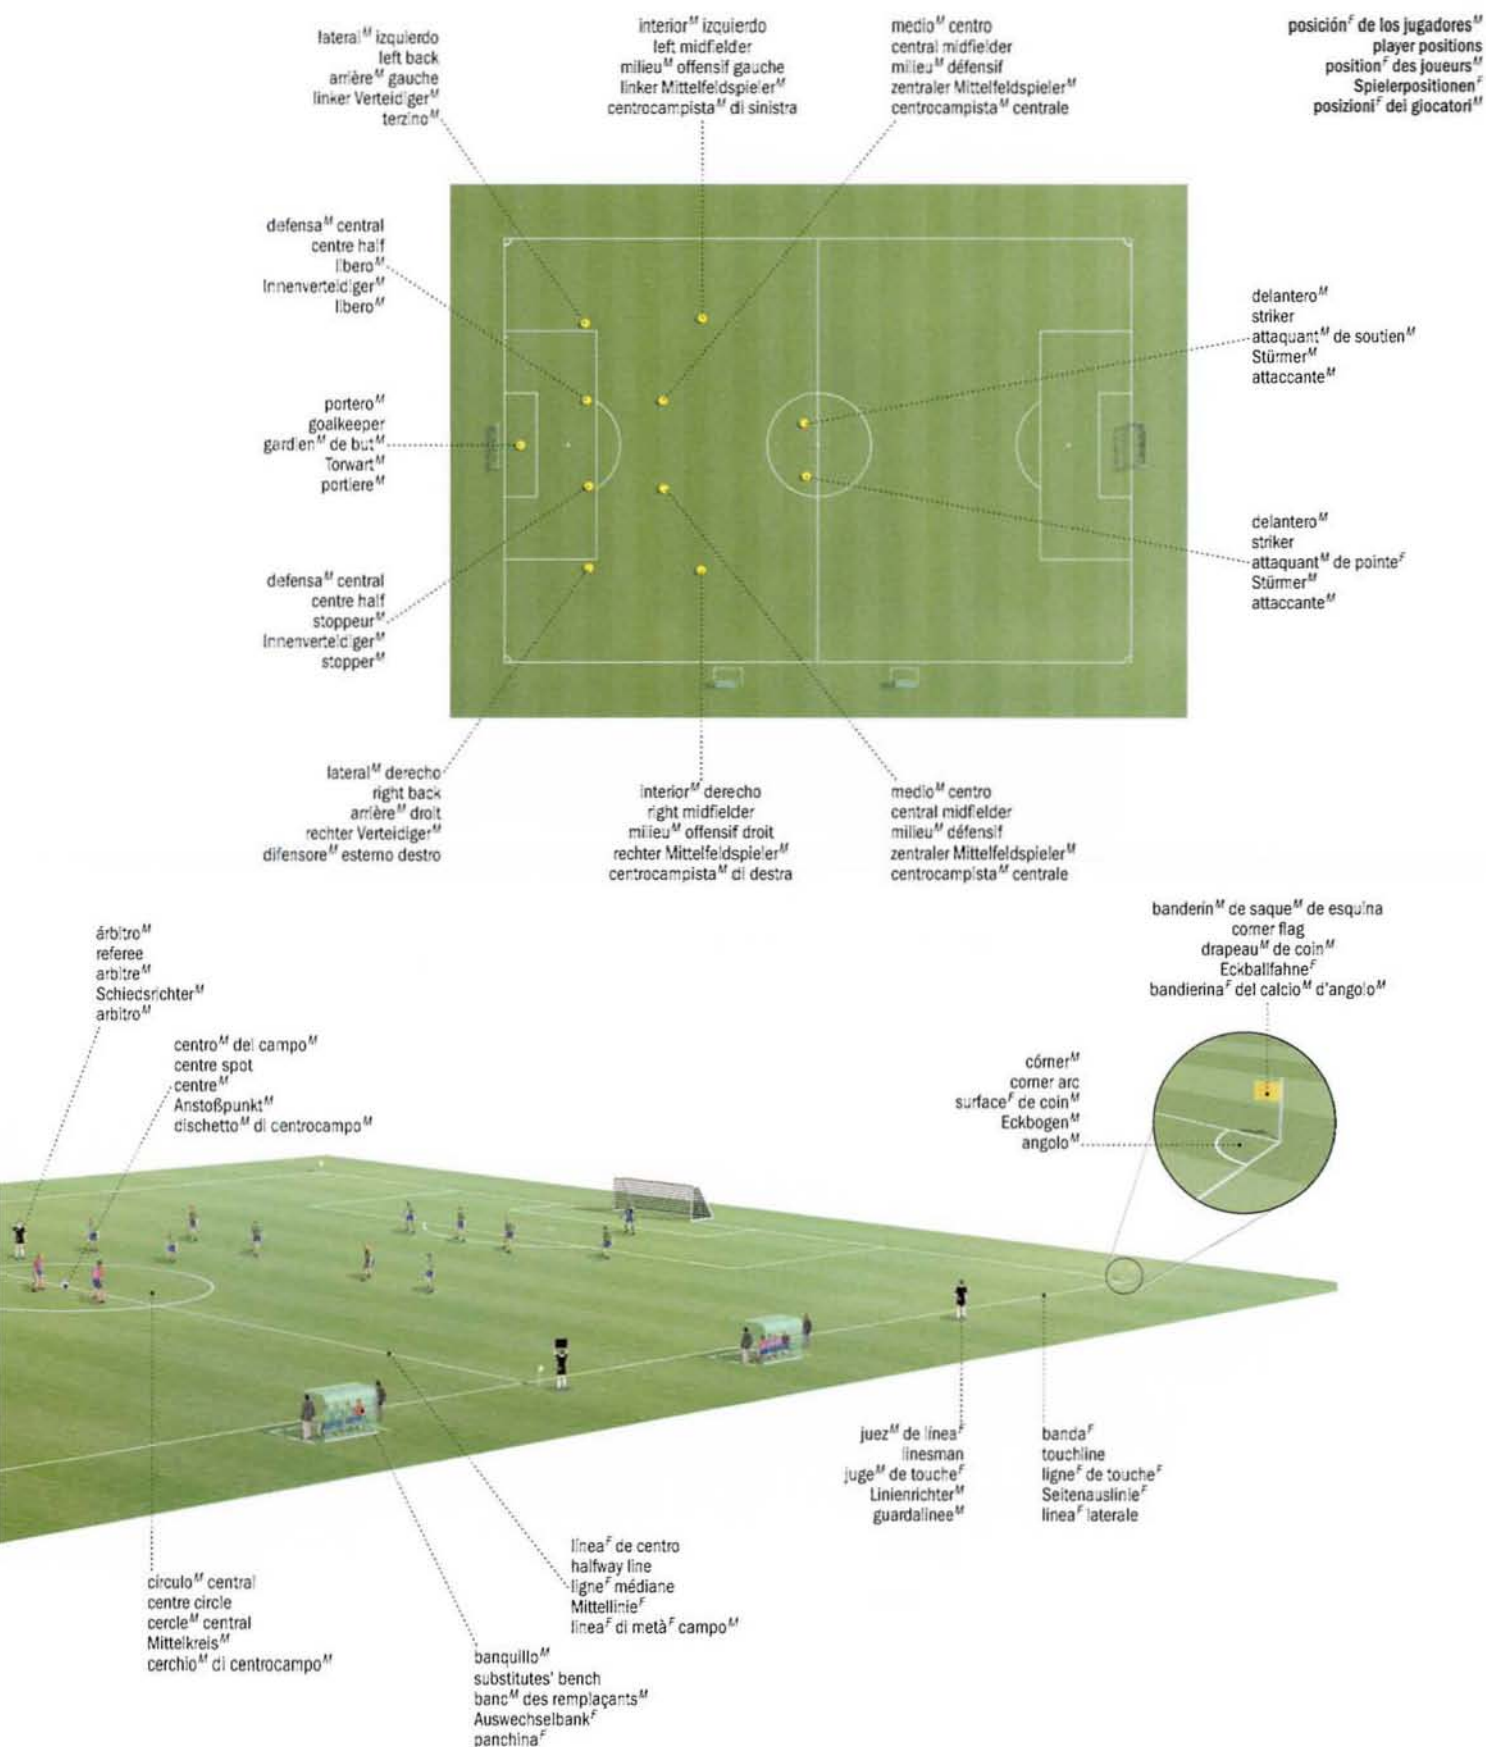 lateralᴹ izquierdo
left back
arrièreᴹ gauche
linker Verteidigerᴹ
terzinoᴹ
interiorᴹ izquierdo
left midfielder
milieuᴹ offensif gauche
linker Mittelfeldspielerᴹ
centrocampistaᴹ di sinistra
medioᴹ centro
central midfielder
milieuᴹ défensif
zentraler Mittelfeldspielerᴹ
centrocampistaᴹ centrale
posiciónF de los jugadoresᴹ
player positions
positionF des joueursᴹ
SpielerpositionenF
posizioniF dei giocatoriᴹ
defensaᴹ central
centre half
liberoᴹ
Innenverteidigerᴹ
liberoᴹ
delanteroᴹ
striker
attaquantᴹ de soutienᴹ
Stürmerᴹ
attaccanteᴹ
porteroᴹ
goalkeeper
gardienᴹ de butᴹ
Torwartᴹ
portiereᴹ
delanteroᴹ
striker
attaquantᴹ de pointeF
Stürmerᴹ
attaccanteᴹ
defensaᴹ central
centre half
stoppeurᴹ
Innenverteidigerᴹ
stopperᴹ
lateralᴹ derecho
right back
arrièreᴹ droit
rechter Verteidigerᴹ
difensoreᴹ esterno destro
interiorᴹ derecho
right midfielder
milieuᴹ offensif droit
rechter Mittelfeldspielerᴹ
centrocampistaᴹ di destra
medioᴹ centro
central midfielder
milieuᴹ défensif
zentraler Mittelfeldspielerᴹ
centrocampistaᴹ centrale
árbitroᴹ
referee
arbitreᴹ
Schiedsrichterᴹ
arbitroᴹ
banderínᴹ de saqueᴹ de esquina
corner flag
drapeauᴹ de coinᴹ
EckballfahneF
bandierinaF del calcioᴹ d'angoloᴹ
centroᴹ del campoᴹ
centre spot
centreᴹ
Anstoßpunktᴹ
dischettoᴹ di centrocampoᴹ
córnerᴹ
corner arc
surfaceF de coinᴹ
Eckbogenᴹ
angoloᴹ
juezᴹ de líneaF
linesman
jugeᴹ de toucheF
Linienrichterᴹ
guardalineeᴹ
bandaF
touchline
ligneF de toucheF
SeitenauslinieF
lineaF laterale
líneaF de centro
halfway line
ligneF médiane
MittellinieF
lineaF di metàF campoᴹ
círculoᴹ central
centre circle
cercleᴹ central
Mittelkreisᴹ
cerchioᴹ di centrocampoᴹ
banquilloᴹ
substitutes' bench
bancᴹ des remplaçantsᴹ
AuswechselbankF
panchinaF